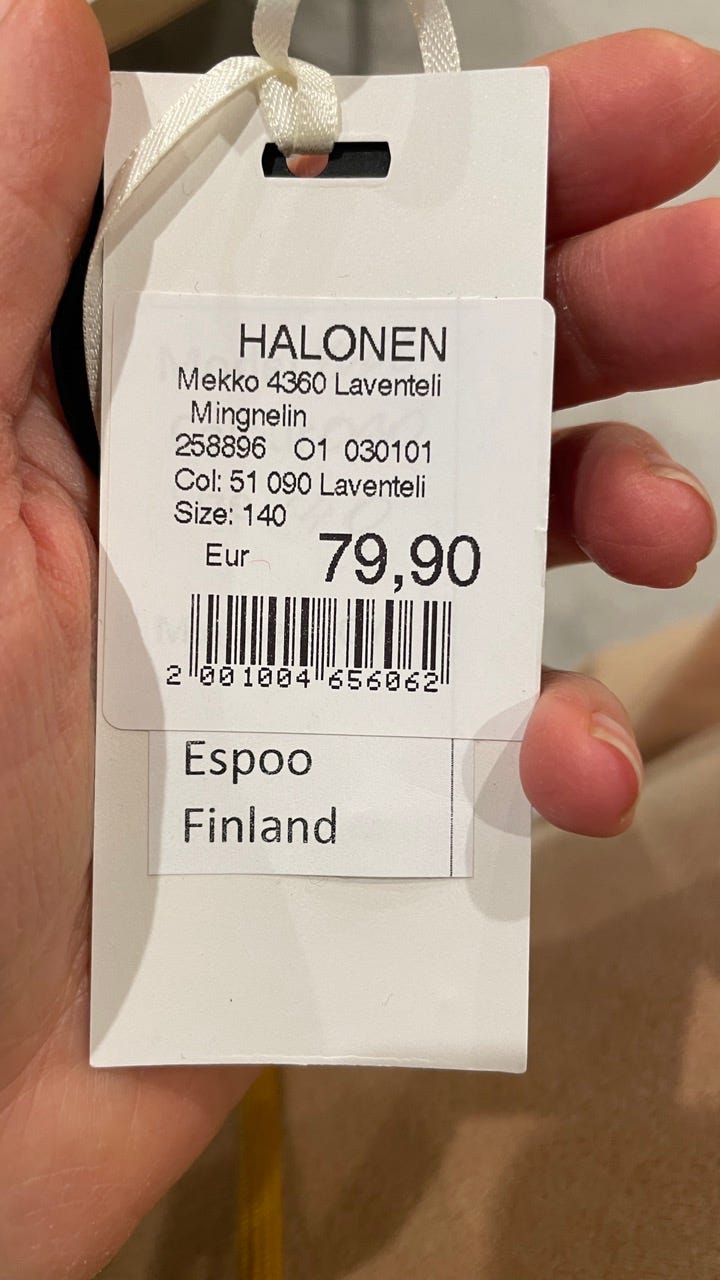 HALONEN
Mekko 4360 Laventeli
Mingnelin
258896 O1 030101
Col: 51 090 Laventeli
Size: 140
Eur 79,90
2 001004 656062
Espoo
Finland